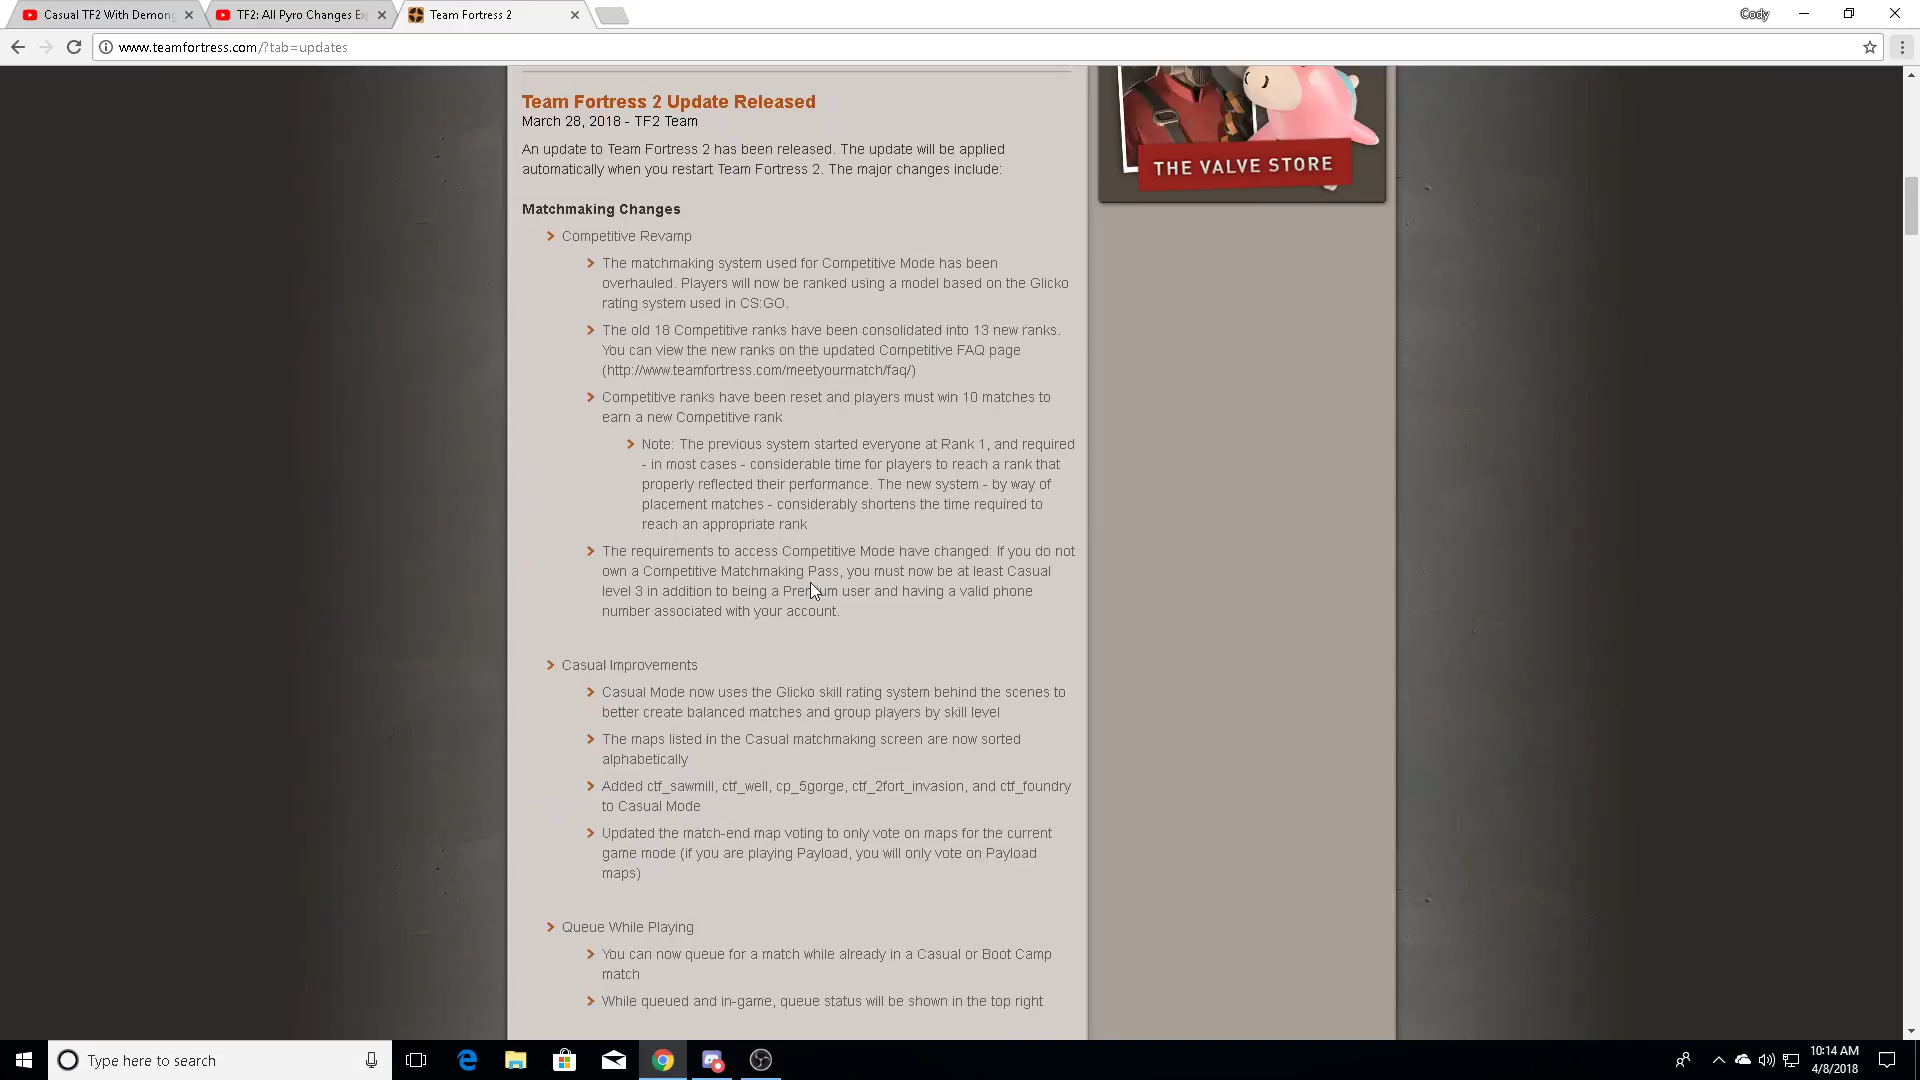 Casual TF2 With Demong
TF2: All Pyro Changes Ex
Team Fortress 2
Cody
www.teamfortress.com/?tab=updates
Team Fortress 2 Update Released
March 28, 2018 - TF2 Team
An update to Team Fortress 2 has been released. The update will be applied
automatically when you restart Team Fortress 2. The major changes include:
THE VALVE STORE
Matchmaking Changes
Competitive Revamp
The matchmaking system used for Competitive Mode has been
overhauled. Players will now be ranked using a model based on the Glicko
rating system used in CS:GO.
The old 18 Competitive ranks have been consolidated into 13 new ranks.
You can view the new ranks on the updated Competitive FAQ page
(http://www.teamfortress.com/meetyourmatch/faq/)
Competitive ranks have been reset and players must win 10 matches to
earn a new Competitive rank
Note: The previous system started everyone at Rank 1, and required
- in most cases - considerable time for players to reach a rank that
properly reflected their performance. The new system - by way of
placement matches - considerably shortens the time required to
reach an appropriate rank
The requirements to access Competitive Mode have changed: If you do not
own a Competitive Matchmaking Pass, you must now be at least Casual
level 3 in addition to being a Premium user and having a valid phone
number associated with your account.
Casual Improvements
Casual Mode now uses the Glicko skill rating system behind the scenes to
better create balanced matches and group players by skill level
The maps listed in the Casual matchmaking screen are now sorted
alphabetically
Added ctf_sawmill, ctf_well, cp_5gorge, ctf_2fort_invasion, and ctf_foundry
to Casual Mode
Updated the match-end map voting to only vote on maps for the current
game mode (if you are playing Payload, you will only vote on Payload
maps)
Queue While Playing
You can now queue for a match while already in a Casual or Boot Camp
match
While queued and in-game, queue status will be shown in the top right
Type here to search
10:14 AM
4/8/2018